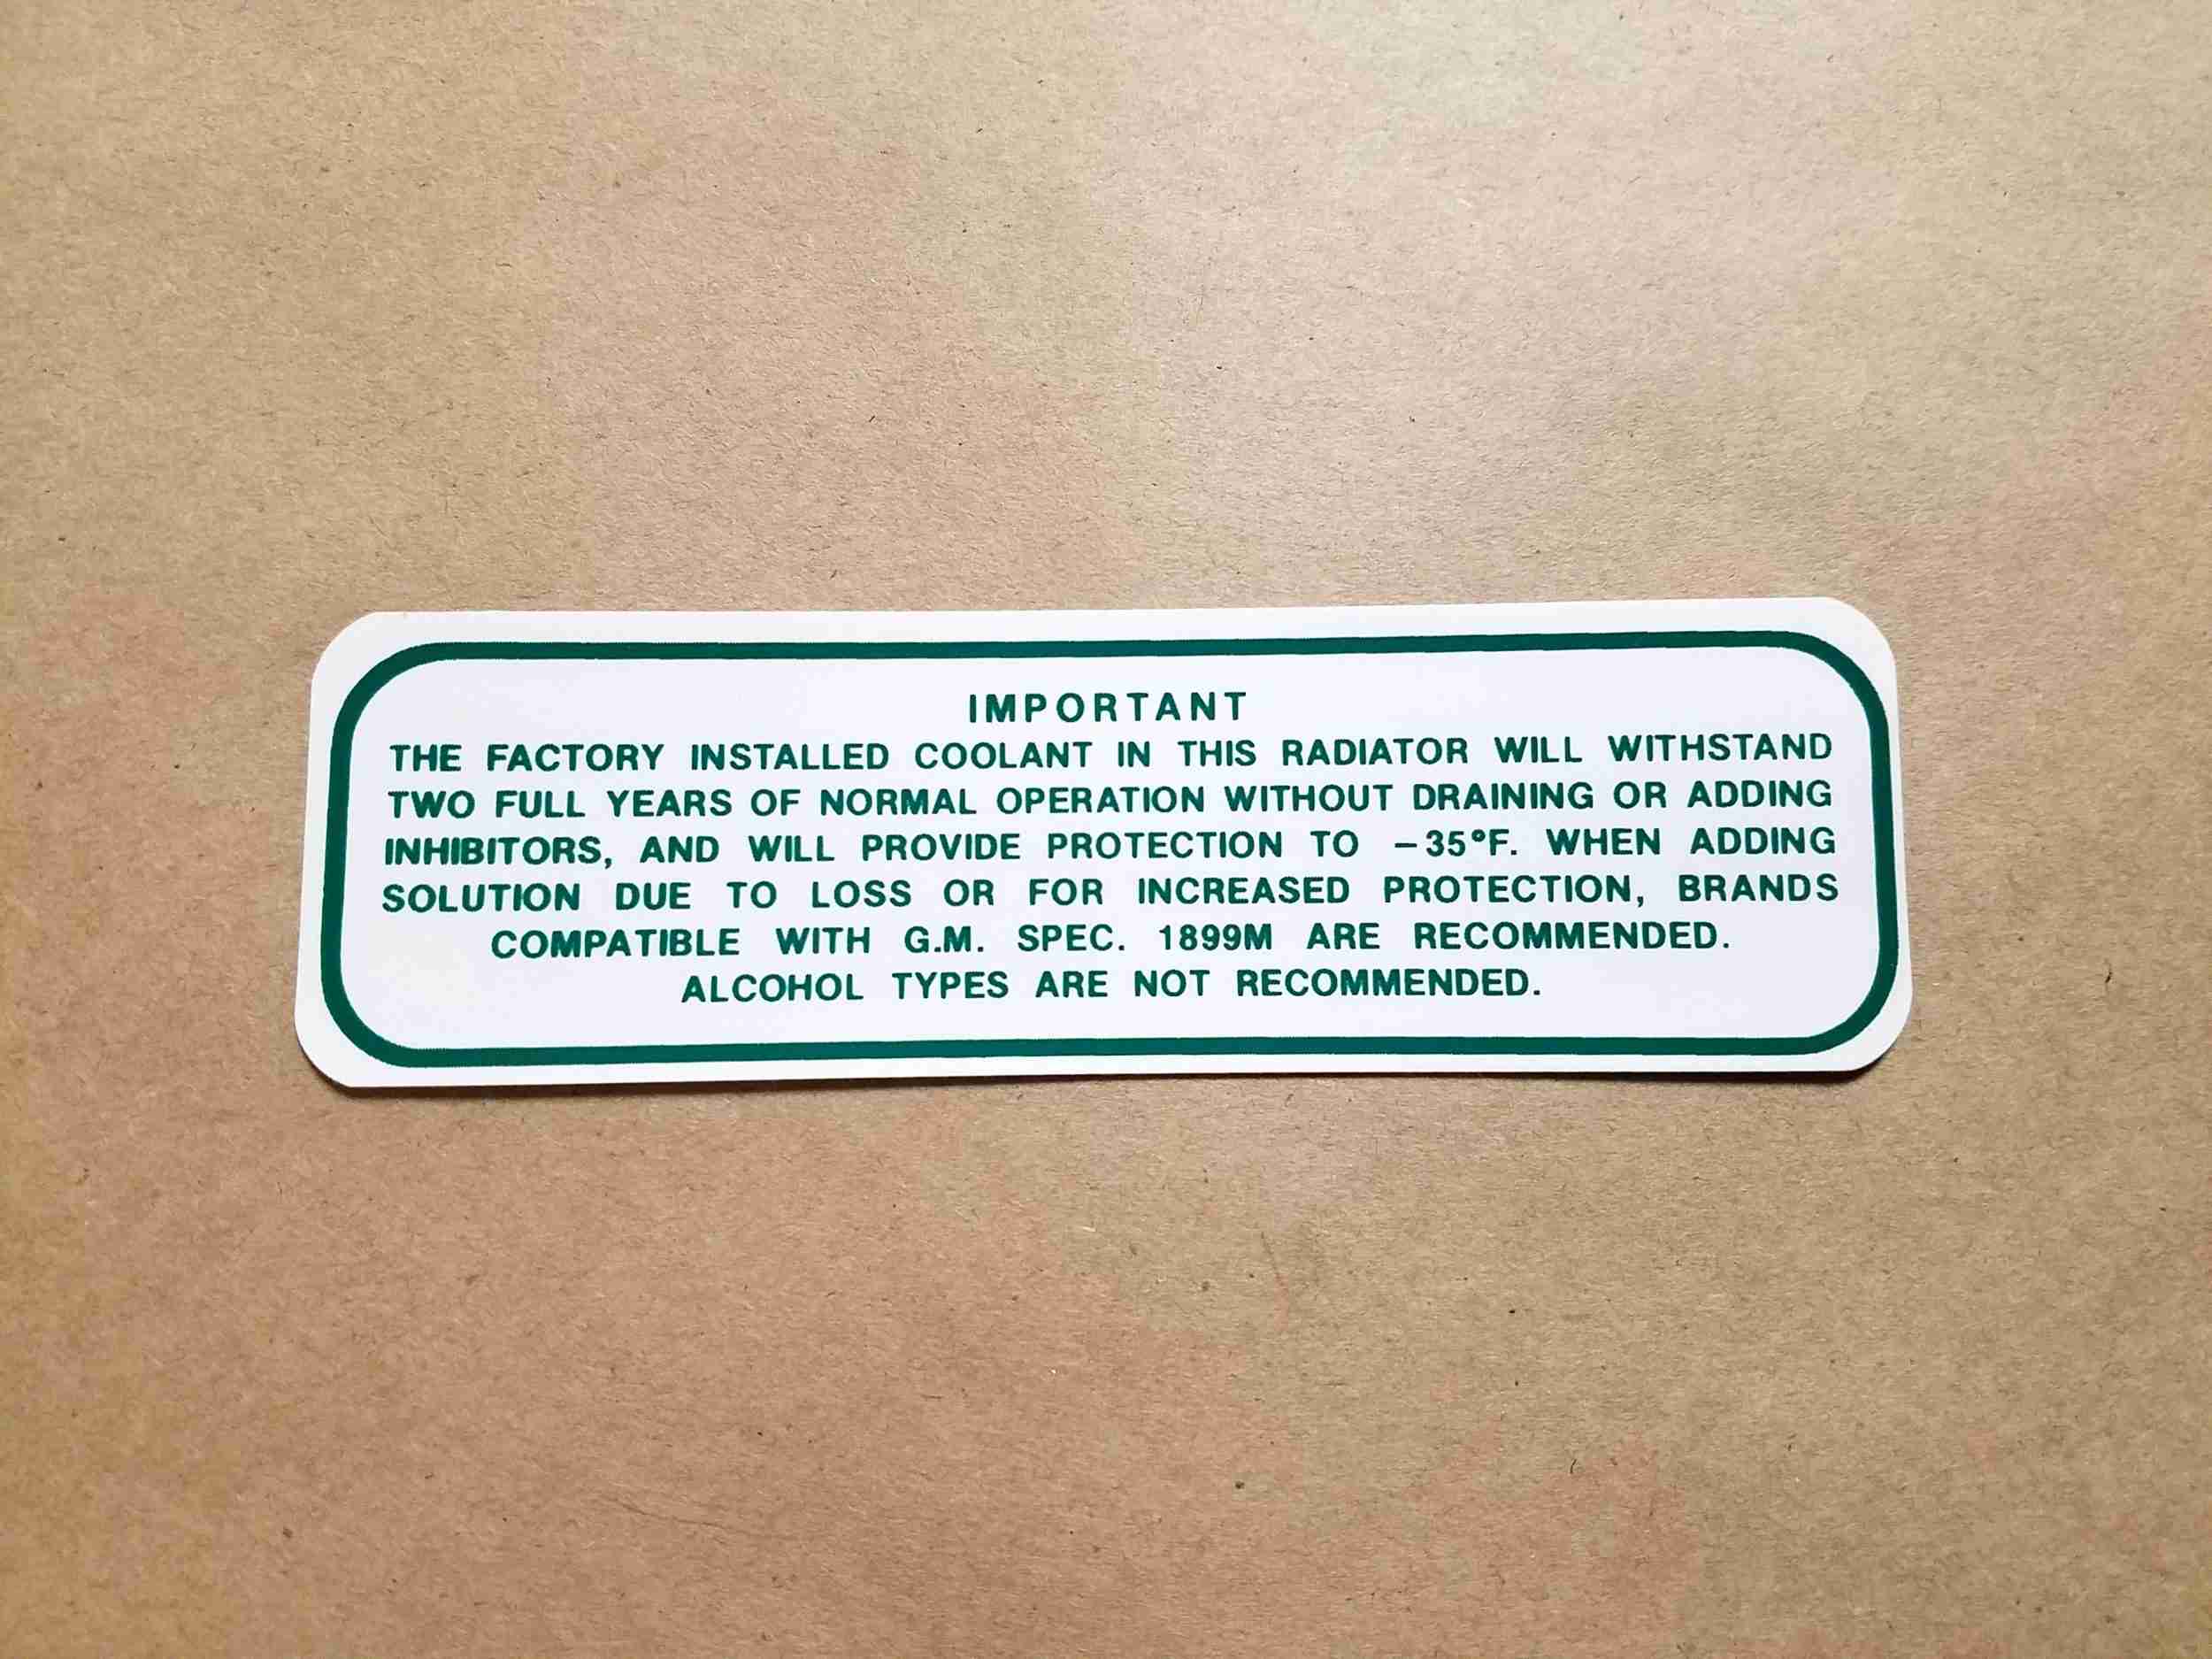 IMPORTANT
THE FACTORY INSTALLED COOLANT IN THIS RADIATOR WILL WITHSTAND
TWO FULL YEARS OF NORMAL OPERATION WITHOUT DRAINING OR ADDING
INHIBITORS, AND WILL PROVIDE PROTECTION TO –35°F. WHEN ADDING
SOLUTION DUE TO LOSS OR FOR INCREASED PROTECTION, BRANDS
COMPATIBLE WITH G.M. SPEC. 1899M ARE RECOMMENDED.
ALCOHOL TYPES ARE NOT RECOMMENDED.